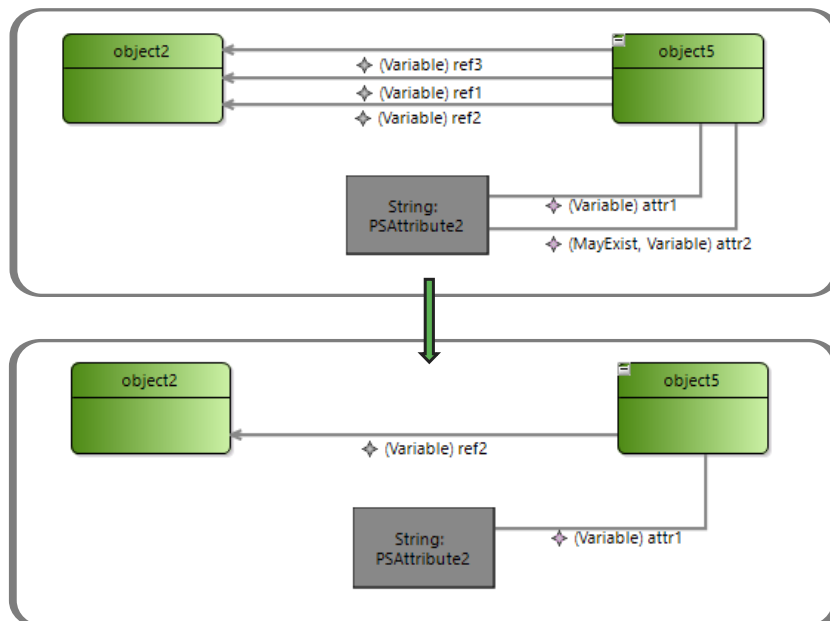 object2
object5
(Variable) ref3
(Variable) ref1
(Variable) ref2
String:
PSAttribute2
(Variable) attr1
(MayExist, Variable) attr2
object2
object5
(Variable) ref2
String:
PSAttribute2
(Variable) attr1